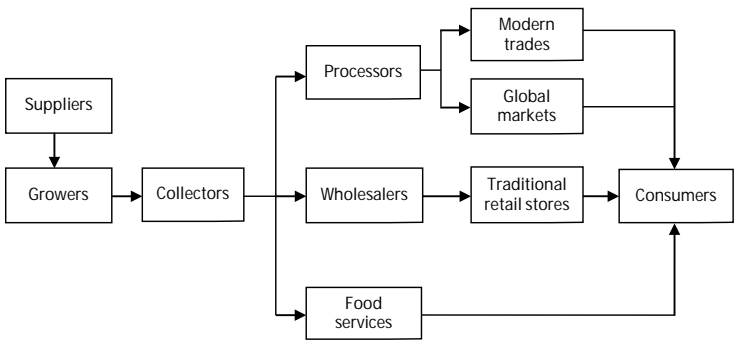 Modern
trades
Processors
Global
markets
Suppliers
Growers
Collectors
Wholesalers
Traditional
retail stores
Consumers
Food
services